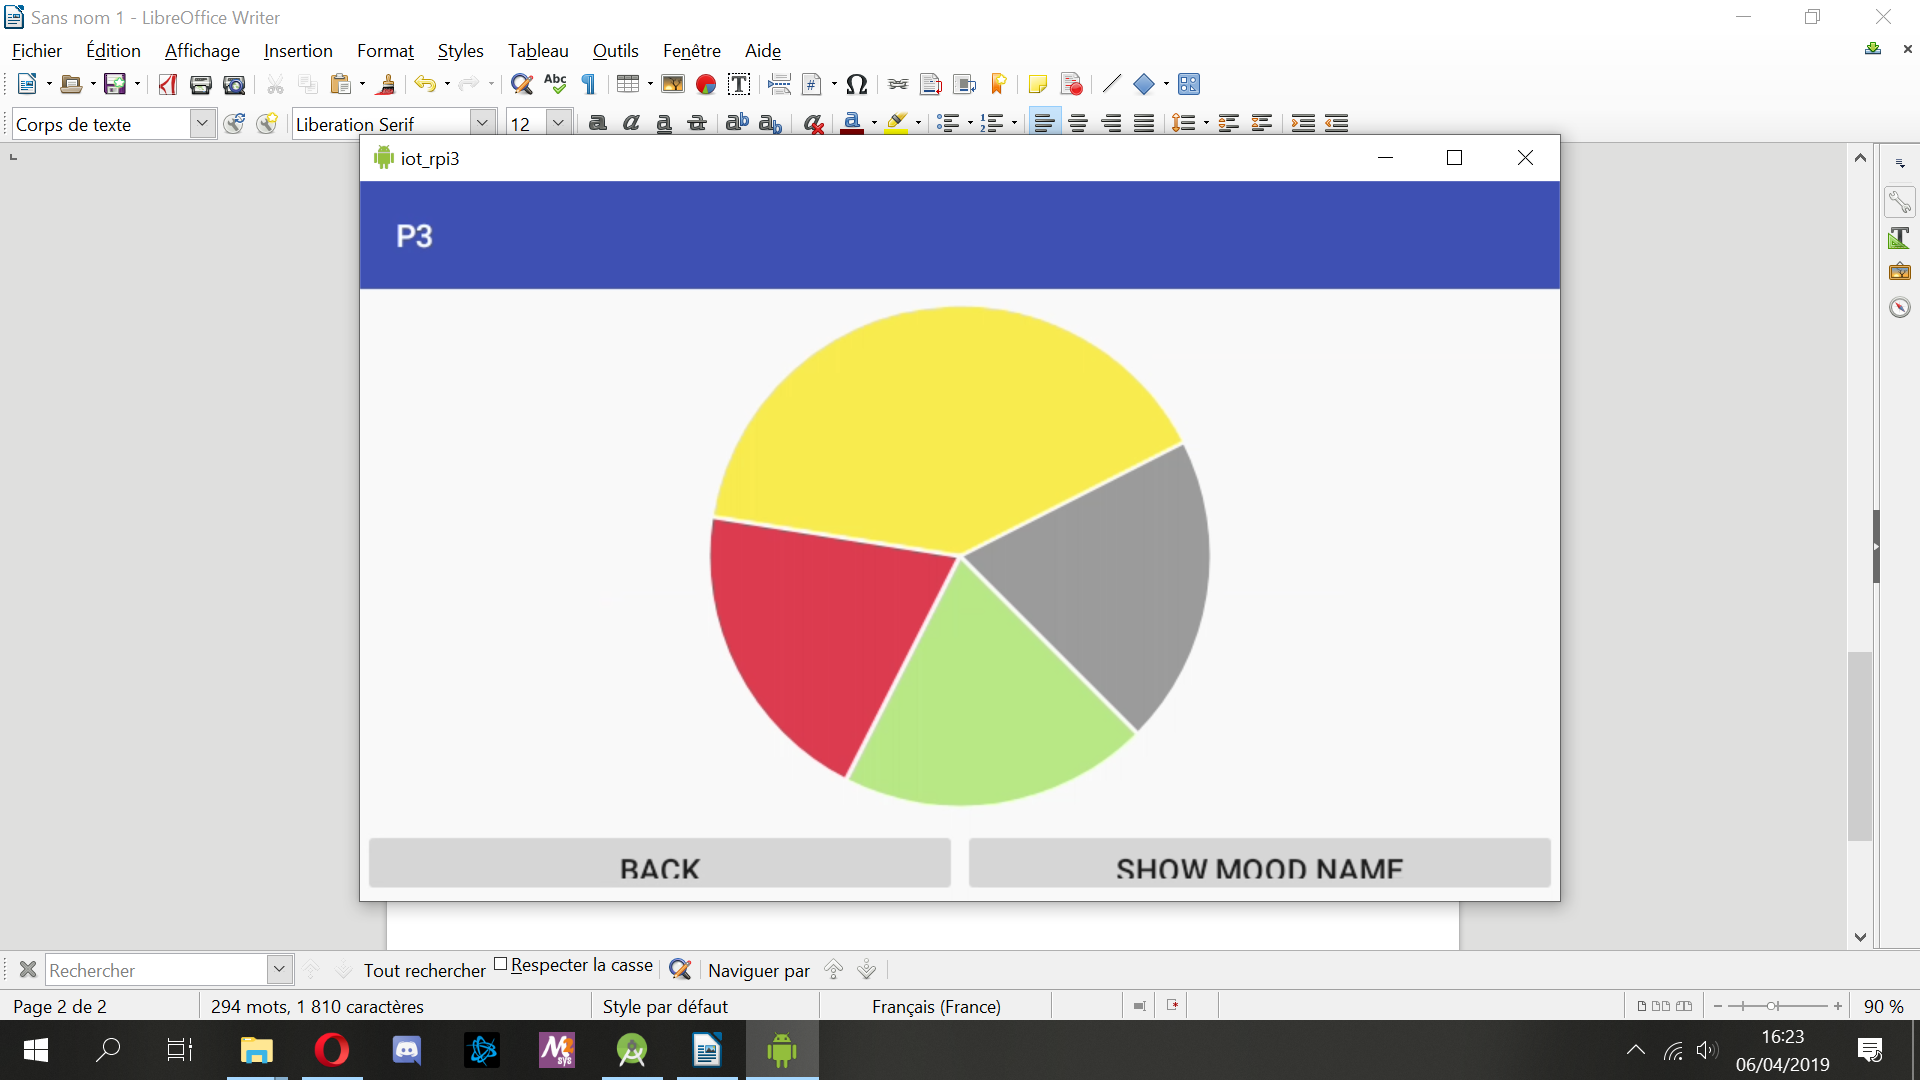 Sans nom 1 - LibreOffice Writer
Fichier Édition Affichage Insertion Format Styles Tableau Outils Fenêtre Aide
Corps de texte Liberation Serif 12
iot_rpi3
P3
BACK SHOW MOOD NAME
Rechercher Tout rechercher Respecter la casse Naviguer par
Page 2 de 2 294 mots, 1 810 caractères Style par défaut Français (France) 90 %
16:23
06/04/2019